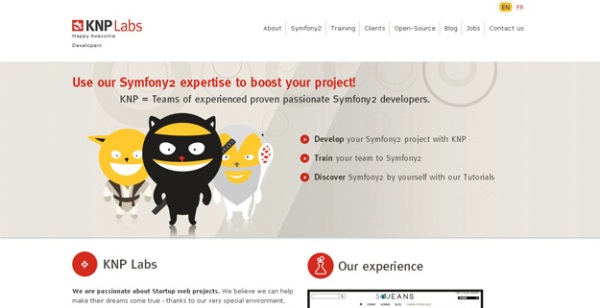 EN FR
KNP Labs
Happy Awesome
Developers
About Symfony2 Training Clients Open-Source Blog Jobs Contact us
Use our Symfony2 expertise to boost your project!
KNP = Teams of experienced proven passionate Symfony2 developers.
Develop your Symfony2 project with KNP
Train your team to Symfony2
Discover Symfony2 by yourself with our Tutorials
KNP Labs
Our experience
We are passionate about Startup web projects. We believe we can help
make their dreams come true - thanks to our very special environment.
JEANS